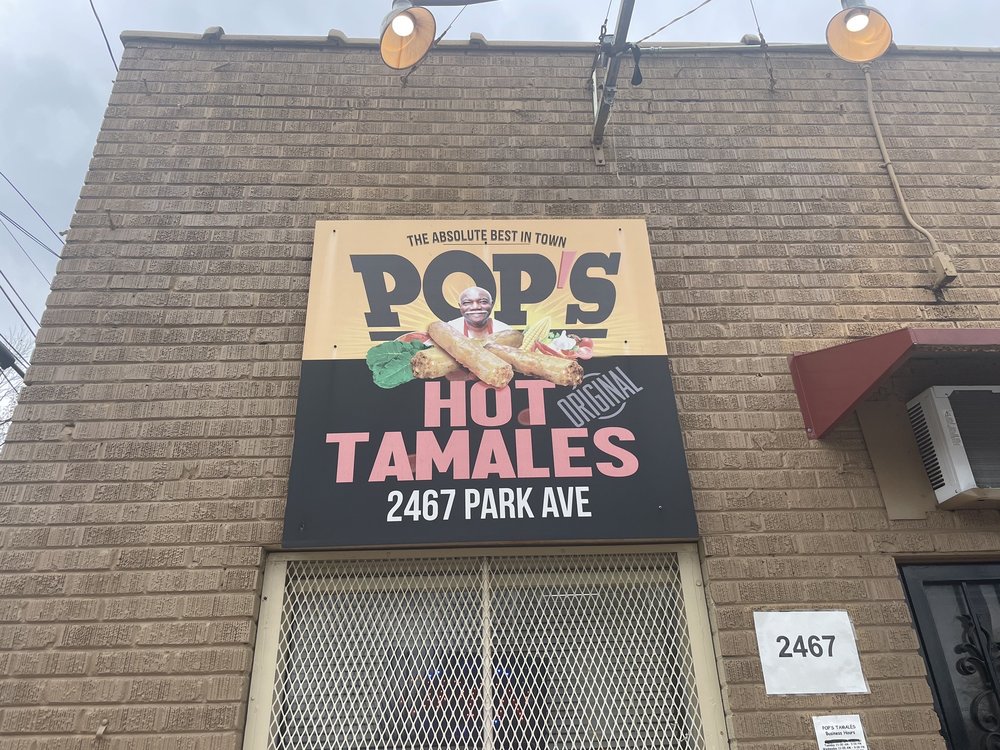 THE ABSOLUTE BEST IN TOWN
POP'S
HOT
ORIGINAL
TAMALES
2467 PARK AVE
2467
POP'S TAMALES
Business Hours